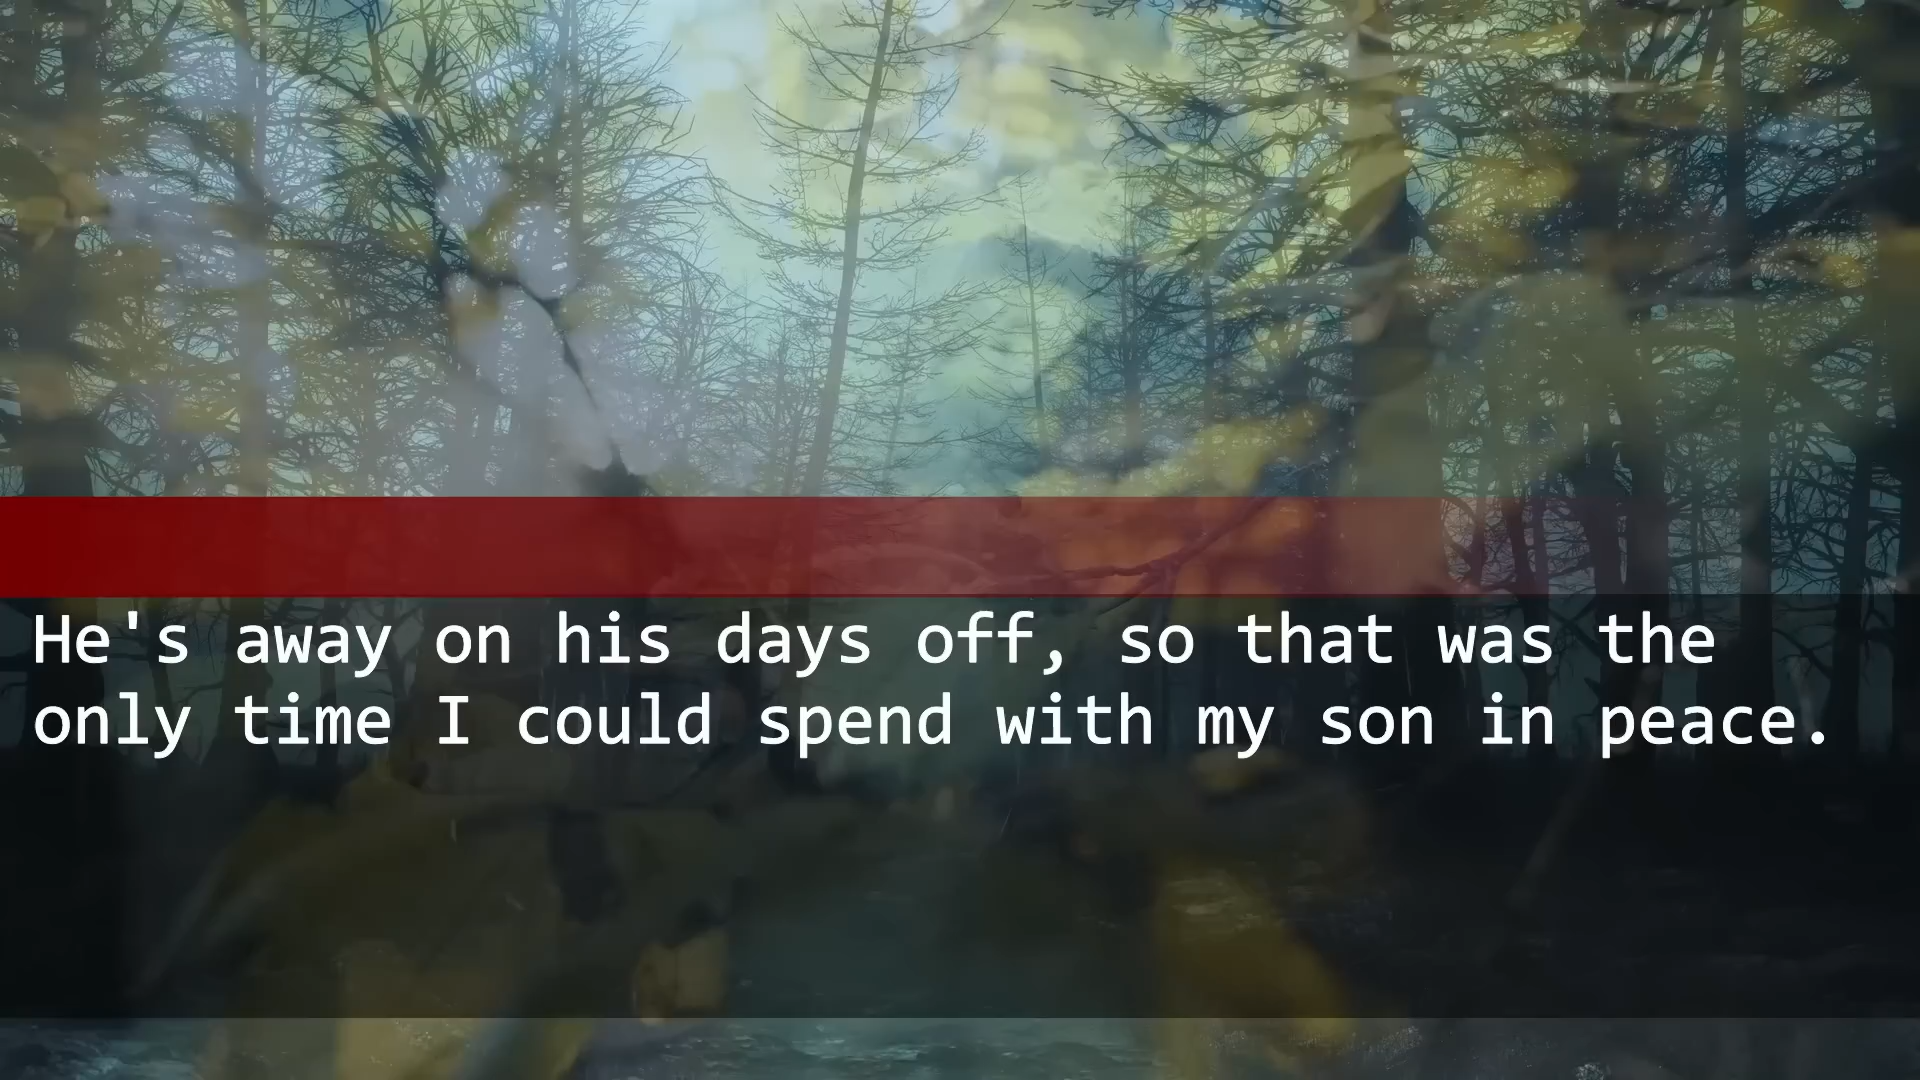 He's away on his days off, so that was the
only time I could spend with my son in peace.